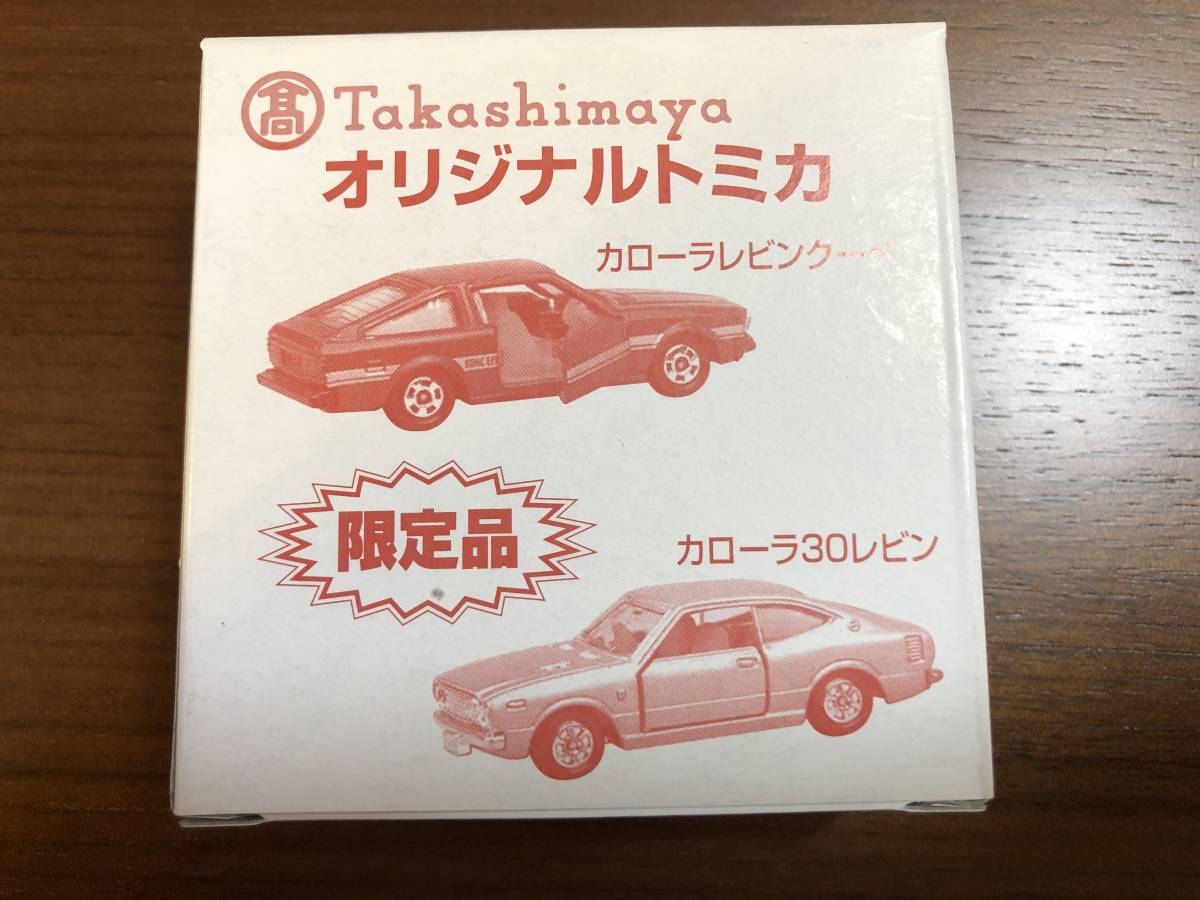 髙 Takashimaya
オリジナルトミカ
カローラレビンクーペ
限定品
カローラ30レビン